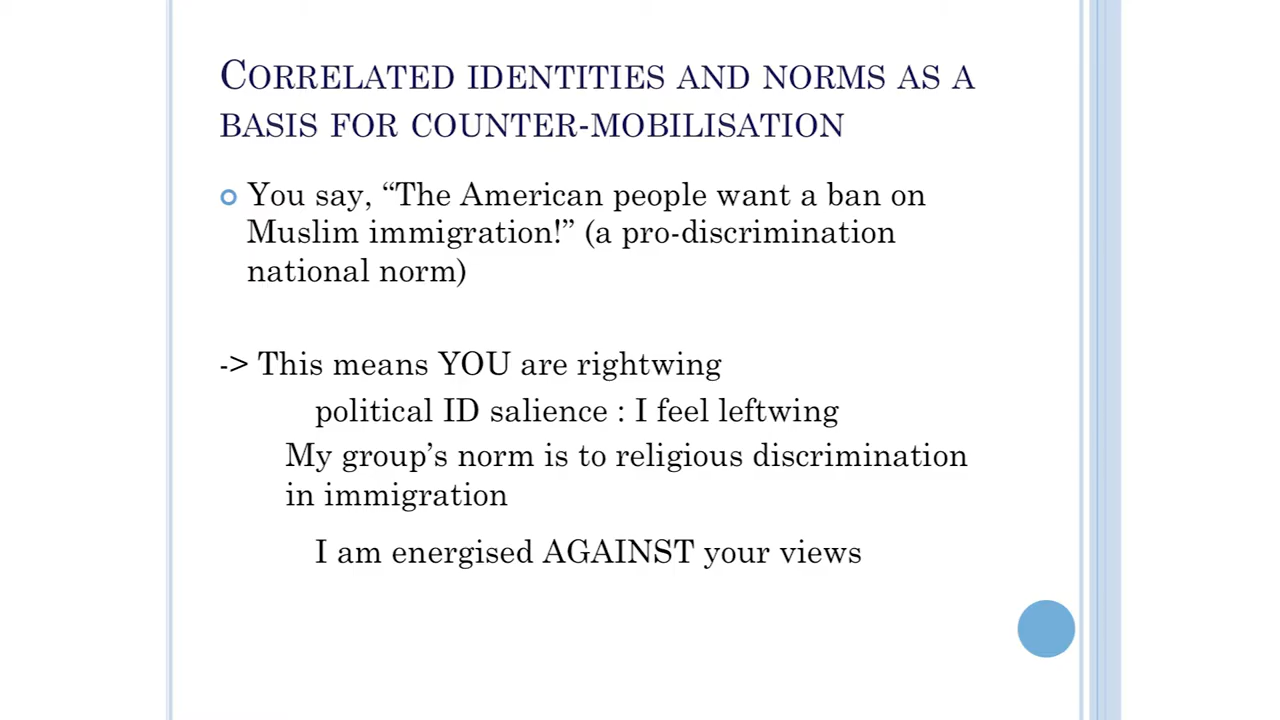 CORRELATED IDENTITIES AND NORMS AS A
BASIS FOR COUNTER-MOBILISATION
You say, “The American people want a ban on
Muslim immigration!” (a pro-discrimination
national norm)
-> This means YOU are rightwing
political ID salience : I feel leftwing
My group’s norm is to religious discrimination
in immigration
I am energised AGAINST your views